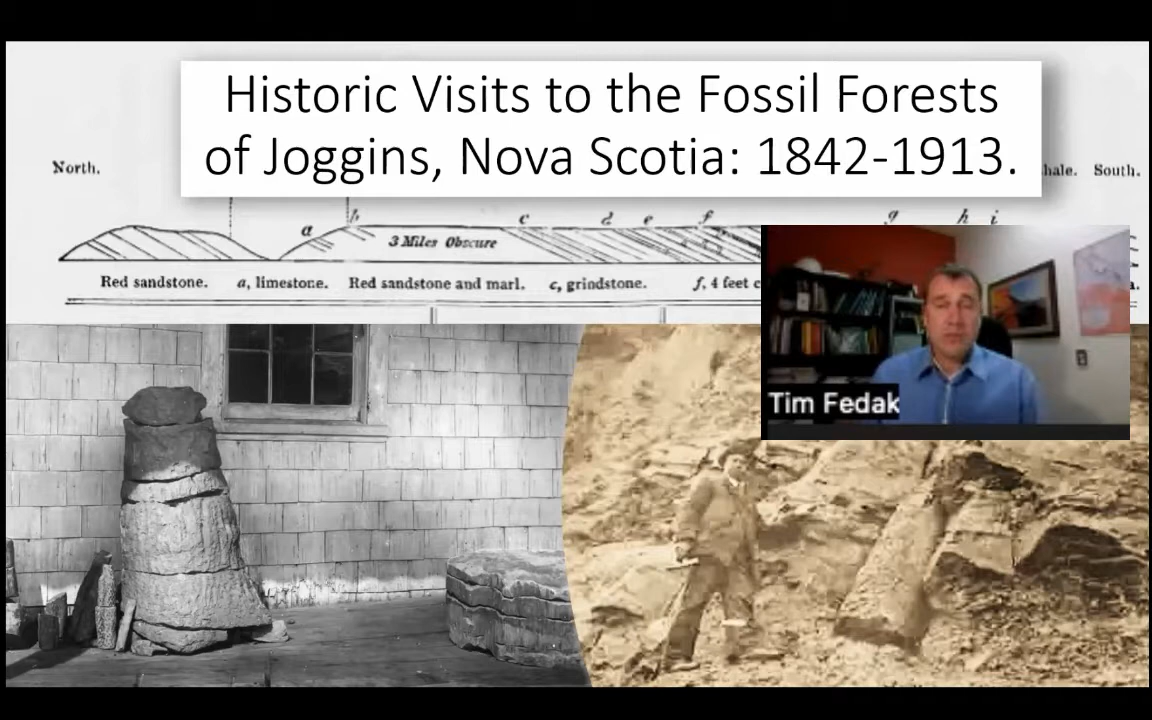 Historic Visits to the Fossil Forests
of Joggins, Nova Scotia: 1842-1913.
North.
hale. South.
a b c d e f g h i
3 Miles Obscure
Red sandstone. a, limestone. Red sandstone and marl. c, grindstone. f, 4 feet c
a.
Tim Fedak